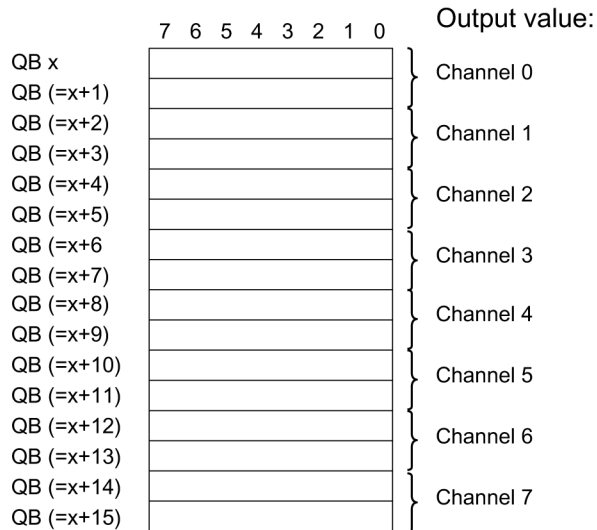 Output value:
7 6 5 4 3 2 1 0
QB x
Channel 0
QB (=x+1)
QB (=x+2)
Channel 1
QB (=x+3)
QB (=x+4)
Channel 2
QB (=x+5)
QB (=x+6
Channel 3
QB (=x+7)
QB (=x+8)
Channel 4
QB (=x+9)
QB (=x+10)
Channel 5
QB (=x+11)
QB (=x+12)
Channel 6
QB (=x+13)
QB (=x+14)
Channel 7
QB (=x+15)